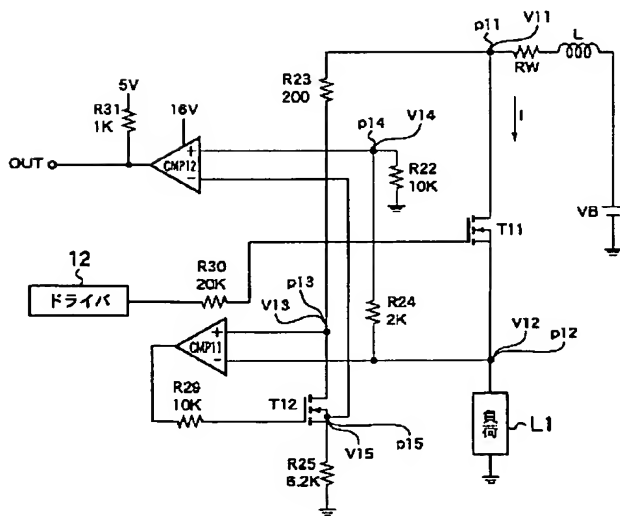 p11
V11
L
RW
R23
200
5V
R31
1K
16V
p14
V14
I
OUT
+
CMP12
-
R22
10K
VB
T11
12
ドライバ
R30
20K
p13
V13
R24
2K
V12
p12
+
CMP11
-
R29
10K
T12
V15
p15
負荷
L1
R25
6.2K